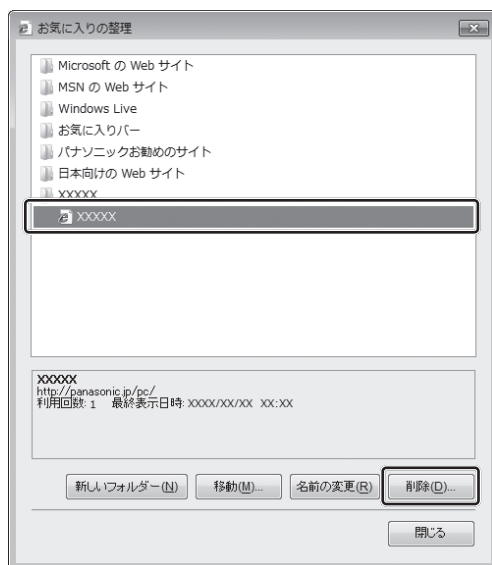 お気に入りの整理
Microsoft の Web サイト
MSN の Web サイト
Windows Live
お気に入りバー
パナソニックお勧めのサイト
日本向けの Web サイト
XXXXX
XXXXX
XXXXX
http://panasonic.jp/pc/
利用回数: 1 最終表示日時: XXXX/XX/XX XX:XX
新しいフォルダー(N) 移動(M)... 名前の変更(R) 削除(D)...
閉じる